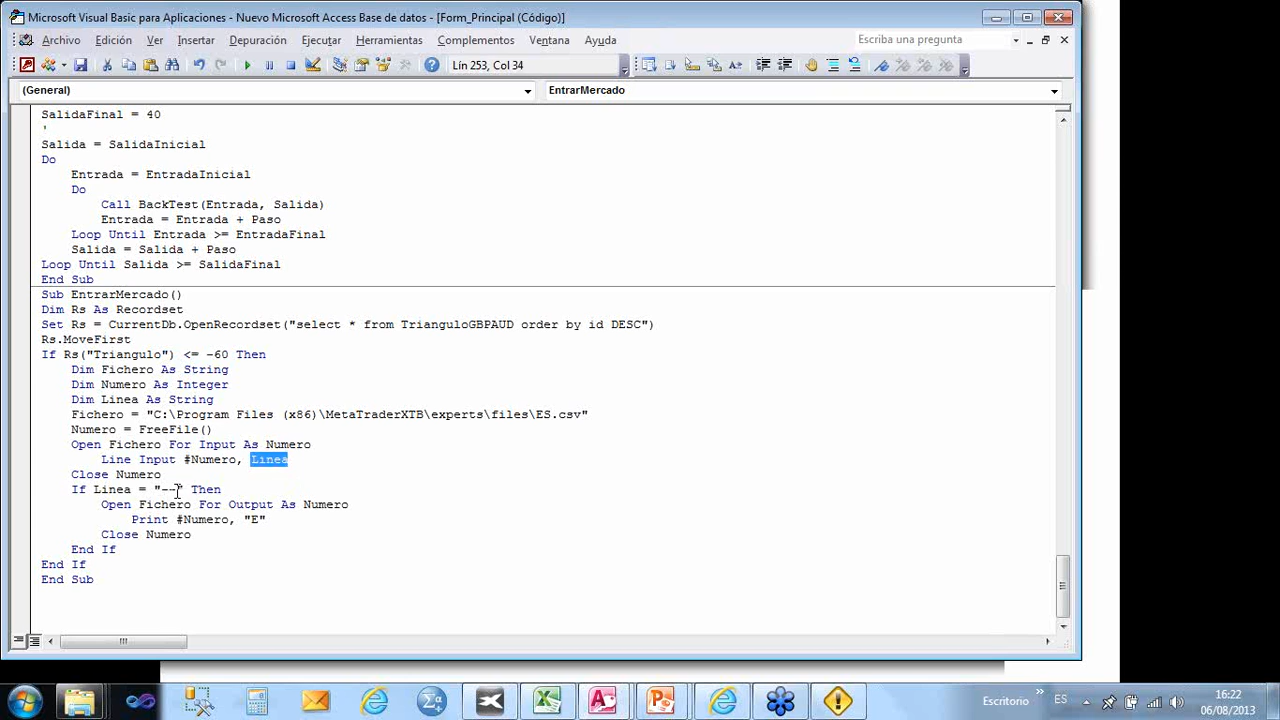 Microsoft Visual Basic para Aplicaciones - Nuevo Microsoft Access Base de datos - [Form_Principal (Código)]
Archivo Edición Ver Insertar Depuración Ejecutar Herramientas Complementos Ventana Ayuda Escriba una pregunta
Lín 253, Col 34
(General) EntrarMercado
SalidaFinal = 40
'
Salida = SalidaInicial
Do
Entrada = EntradaInicial
Do
Call BackTest(Entrada, Salida)
Entrada = Entrada + Paso
Loop Until Entrada >= EntradaFinal
Salida = Salida + Paso
Loop Until Salida >= SalidaFinal
End Sub
Sub EntrarMercado()
Dim Rs As Recordset
Set Rs = CurrentDb.OpenRecordset("select * from TrianguloGBPAUD order by id DESC")
Rs.MoveFirst
If Rs("Triangulo") <= -60 Then
Dim Fichero As String
Dim Numero As Integer
Dim Linea As String
Fichero = "C:\Program Files (x86)\MetaTraderXTB\experts\files\ES.csv"
Numero = FreeFile()
Open Fichero For Input As Numero
Line Input #Numero, Linea
Close Numero
If Linea = "--" Then
Open Fichero For Output As Numero
Print #Numero, "E"
Close Numero
End If
End If
End Sub
Escritorio » ES 16:22
06/08/2013